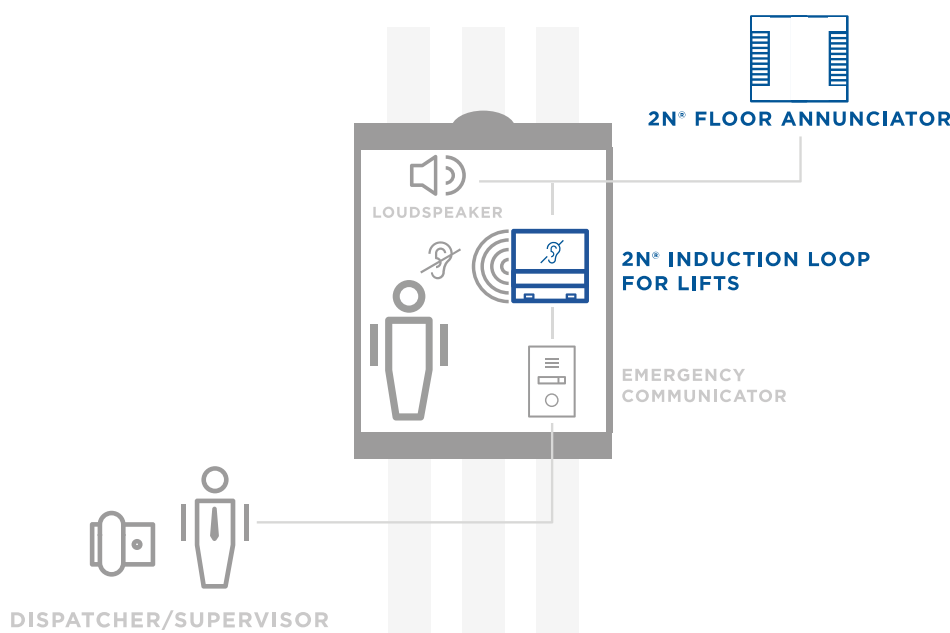 2N® FLOOR ANNUNCIATOR
LOUDSPEAKER
2N® INDUCTION LOOP
FOR LIFTS
EMERGENCY
COMMUNICATOR
DISPATCHER/SUPERVISOR